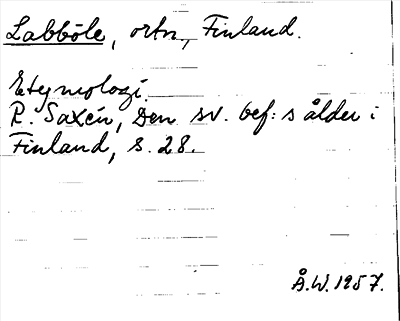 Labböle, ortn., Finland.
Etymologi
R. Saxén, Den sv. bef:s ålder i
Finland, s. 28.
Å.W. 1957.